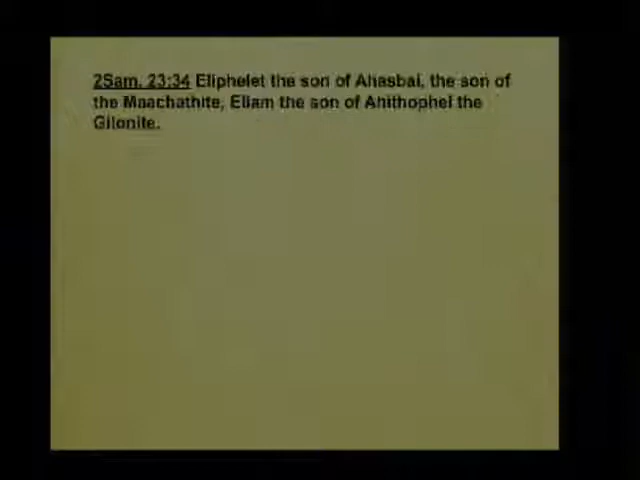 2Sam. 23:34 Eliphelet the son of Ahasbai, the son of
the Maachathite, Eliam the son of Ahithophel the
Gilonite.